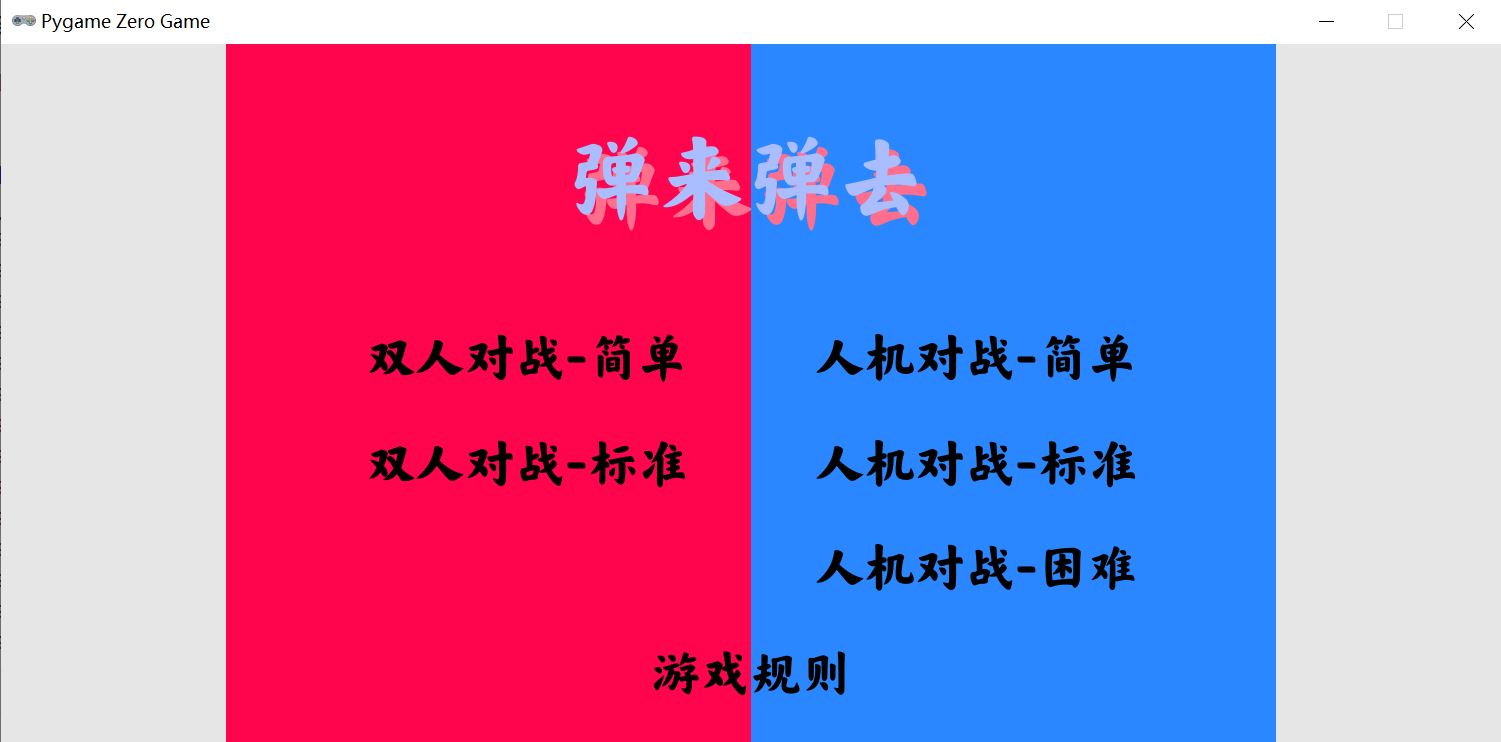 Pygame Zero Game
弹来弹去
双人对战-简单
人机对战-简单
双人对战-标准
人机对战-标准
人机对战-困难
游戏规则